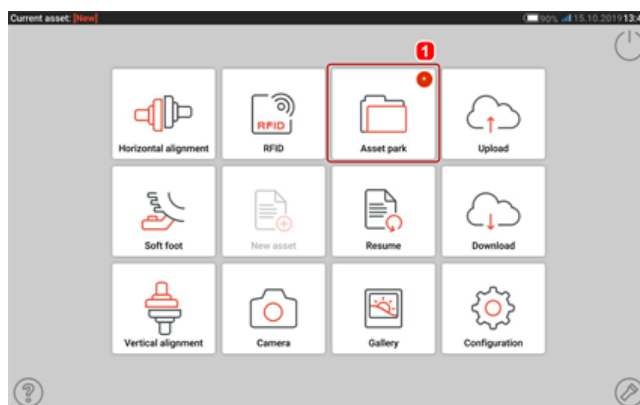 Current asset: [New]
90% 15.10.2019 13:4
1
Horizontal alignment
RFID
RFID
Asset park
Upload
Soft foot
New asset
Resume
Download
Vertical alignment
Camera
Gallery
Configuration
?